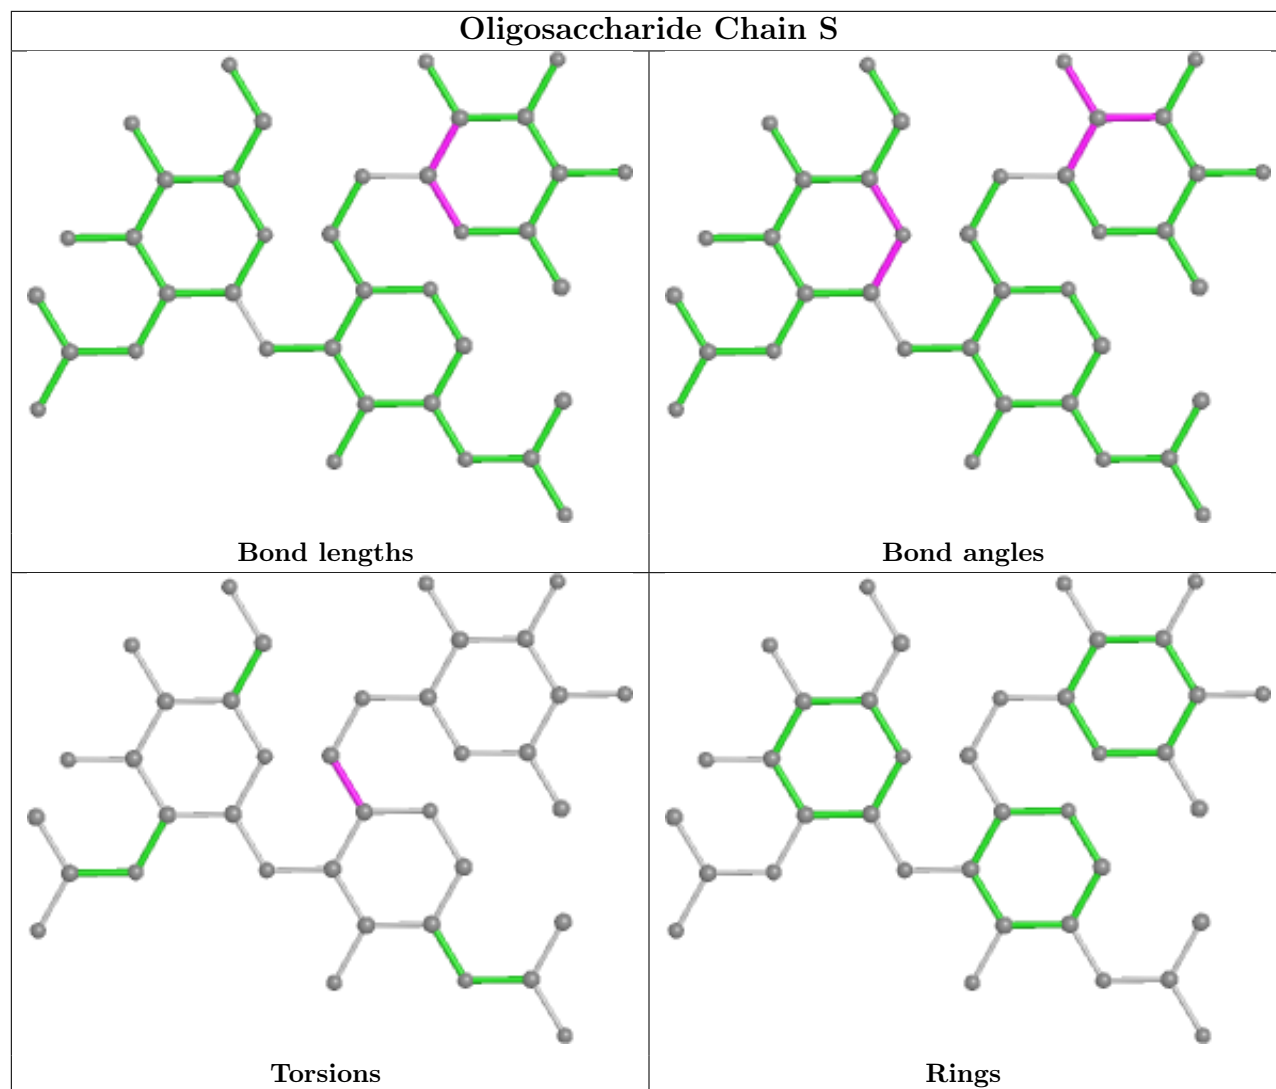 Oligosaccharide Chain S
Bond lengths
Bond angles
Torsions
Rings